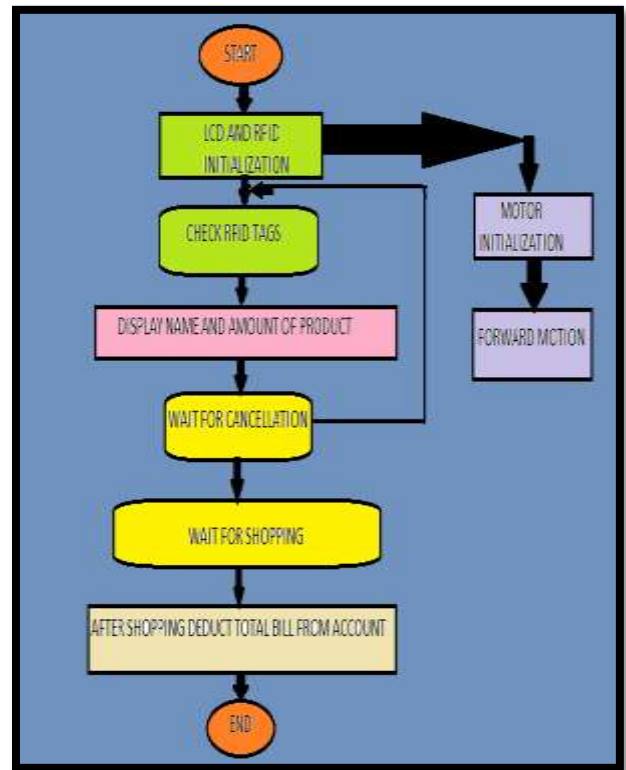 START
LCD AND RFID
INITIALIZATION
CHECK RFID TAGS
DISPLAY NAME AND AMOUNT OF PRODUCT
WAIT FOR CANCELLATION
WAIT FOR SHOPPING
AFTER SHOPPING DEDUCT TOTAL BILL FROM ACCOUNT
END
MOTOR
INITIALIZATION
FORWARD MOTION